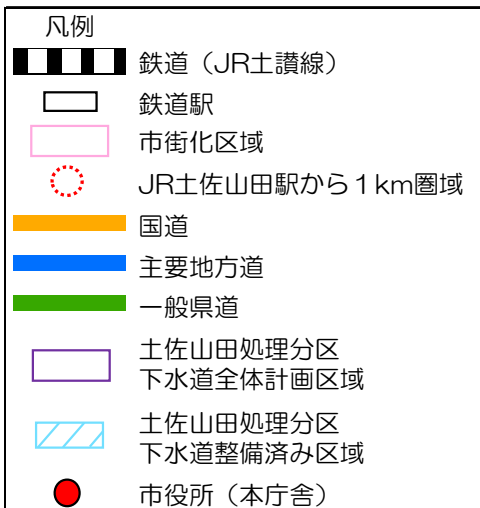 凡例
鉄道（JR土讃線）
鉄道駅
市街化区域
JR土佐山田駅から１km圏域
国道
主要地方道
一般県道
土佐山田処理分区
下水道全体計画区域
土佐山田処理分区
下水道整備済み区域
市役所（本庁舎）